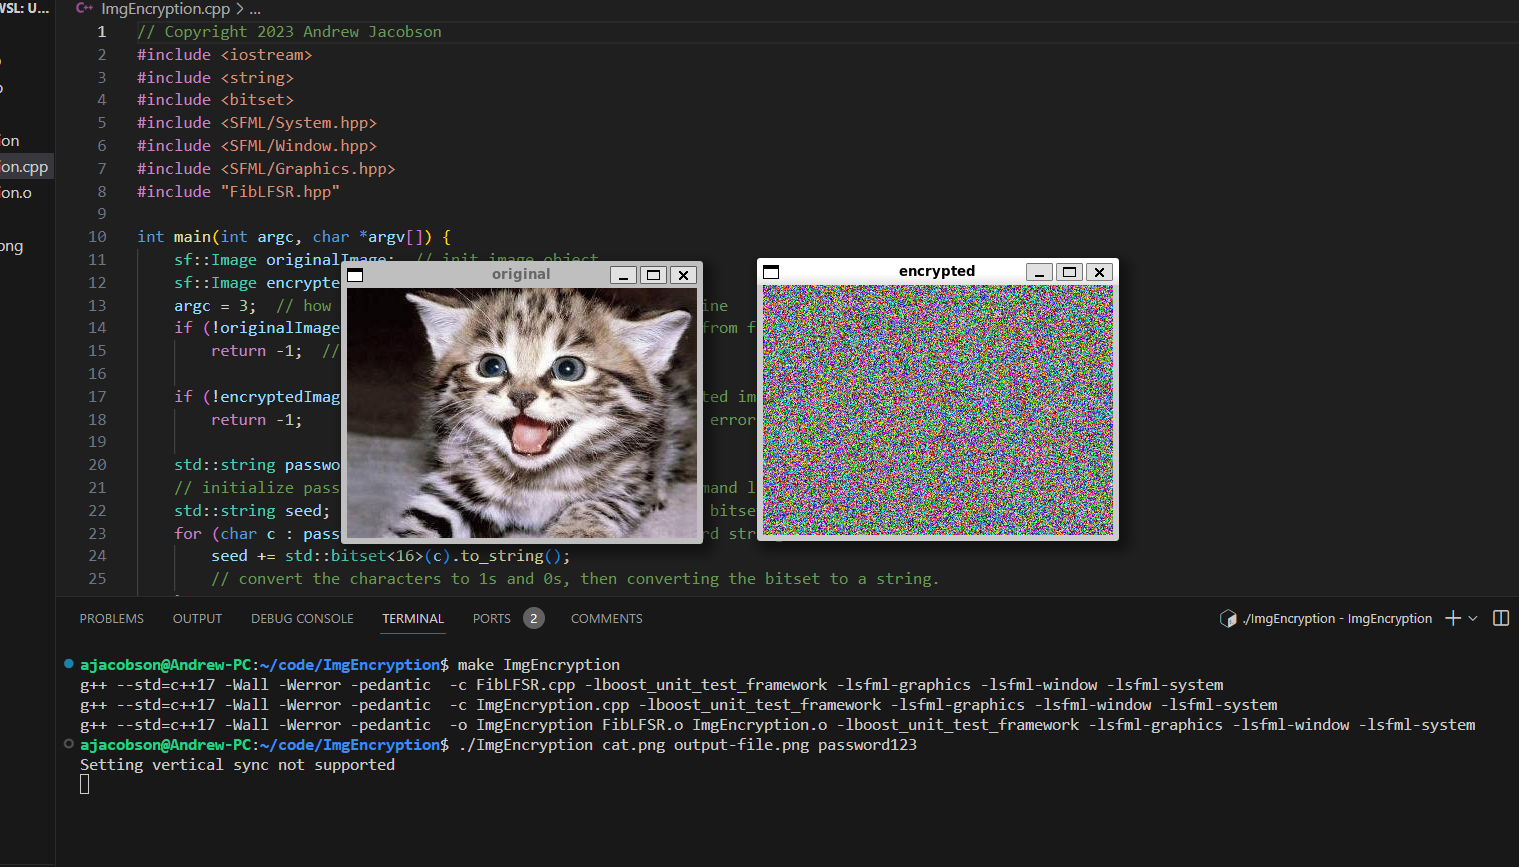 WSL: U...
ImgEncryption.cpp > ...
ion
ion.cpp
ion.o
png
1 // Copyright 2023 Andrew Jacobson
2 #include <iostream>
3 #include <string>
4 #include <bitset>
5 #include <SFML/System.hpp>
6 #include <SFML/Window.hpp>
7 #include <SFML/Graphics.hpp>
8 #include "FibLFSR.hpp"
9
10 int main(int argc, char *argv[]) {
11 sf::Image originalImage; // init image object
12 sf::Image encrypte
13 argc = 3; // how ine
14 if (!originalImage from f
15 return -1; //
16
17 if (!encryptedImag ted im
18 return -1; error
19
20 std::string passwo
21 // initialize pass mand l
22 std::string seed; bitse
23 for (char c : pass rd str
24 seed += std::bitset<16>(c).to_string();
25 // convert the characters to 1s and 0s, then converting the bitset to a string.
original
encrypted
PROBLEMS OUTPUT DEBUG CONSOLE TERMINAL PORTS 2 COMMENTS
./ImgEncryption - ImgEncryption
ajacobson@Andrew-PC:~/code/ImgEncryption$ make ImgEncryption
g++ --std=c++17 -Wall -Werror -pedantic -c FibLFSR.cpp -lboost_unit_test_framework -lsfml-graphics -lsfml-window -lsfml-system
g++ --std=c++17 -Wall -Werror -pedantic -c ImgEncryption.cpp -lboost_unit_test_framework -lsfml-graphics -lsfml-window -lsfml-system
g++ --std=c++17 -Wall -Werror -pedantic -o ImgEncryption FibLFSR.o ImgEncryption.o -lboost_unit_test_framework -lsfml-graphics -lsfml-window -lsfml-system
ajacobson@Andrew-PC:~/code/ImgEncryption$ ./ImgEncryption cat.png output-file.png password123
Setting vertical sync not supported